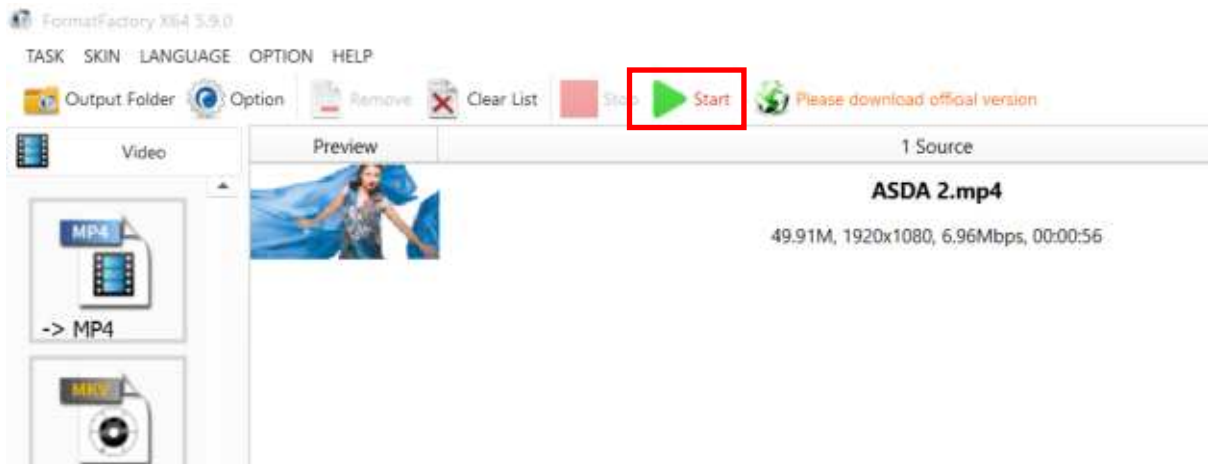 FormatFactory X64 5.9.0
TASK SKIN LANGUAGE OPTION HELP
Output Folder Option Remove Clear List Stop Start Please download offical version
Video Preview 1 Source
ASDA 2.mp4
MP4
49.91M, 1920x1080, 6.96Mbps, 00:00:56
-> MP4
MKV